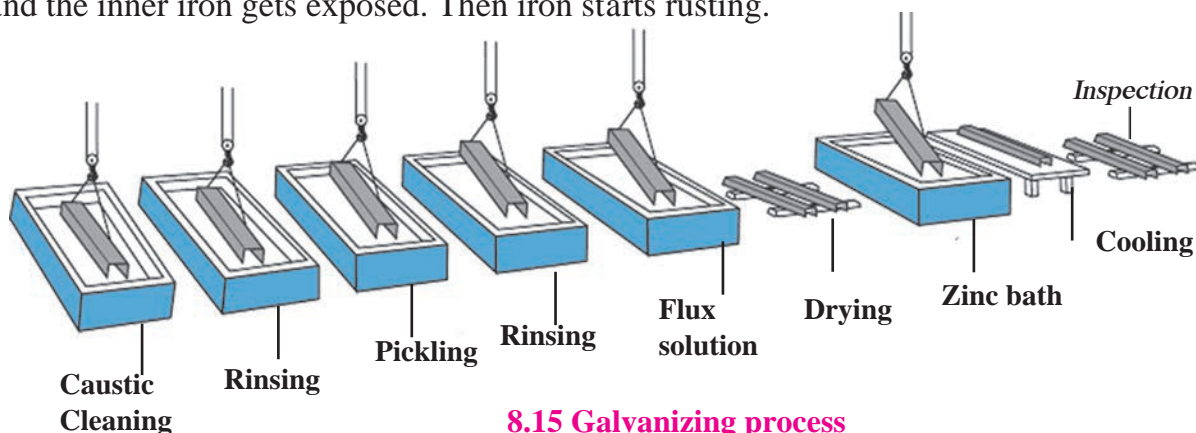 nd the inner iron gets exposed. Then iron starts rusting.
Inspection
Cooling
Zinc bath
Drying
Flux
solution
Rinsing
Pickling
Rinsing
Caustic
Cleaning
8.15 Galvanizing process